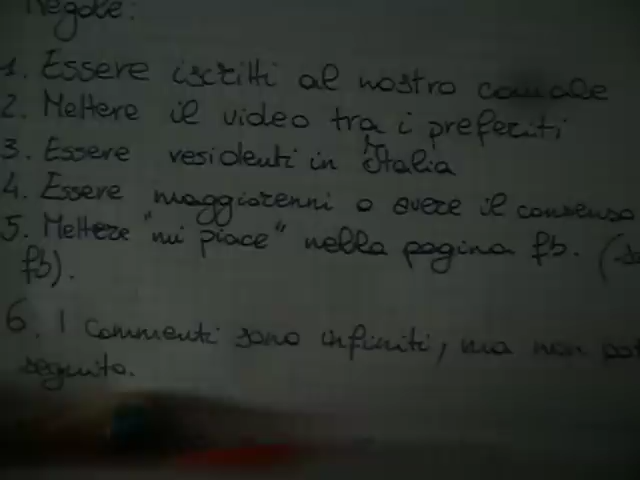 Regole:
1. Essere iscritti al nostro canale
2. Mettere il video tra i preferiti
3. Essere residenti in Italia
4. Essere maggiorenni o avere il consenso
5. Mettere "mi piace" nella pagina fb. (
fb).
6. I commenti sono infiniti, ma non
seguito.